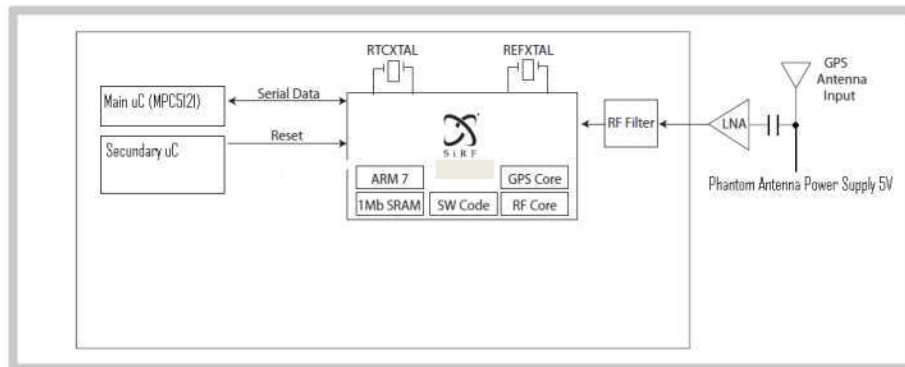 RTCXTAL
REFXTAL
GPS
Antenna
Input
Main uC (MPC5121)
Serial Data
Secundary uC
Reset
SiRF
RF Filter
LNA
Phantom Antenna Power Supply 5V
ARM 7
GPS Core
1Mb SRAM
SW Code
RF Core